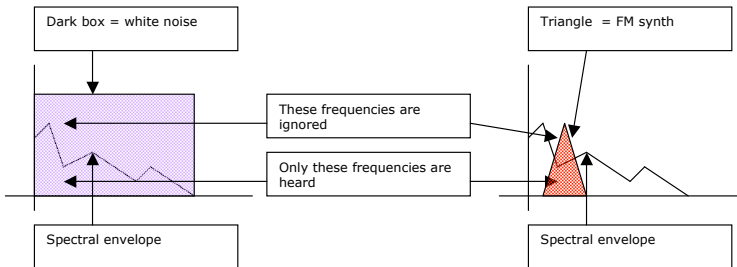 Dark box = white noise
Triangle = FM synth
These frequencies are
ignored
Only these frequencies are
heard
Spectral envelope
Spectral envelope